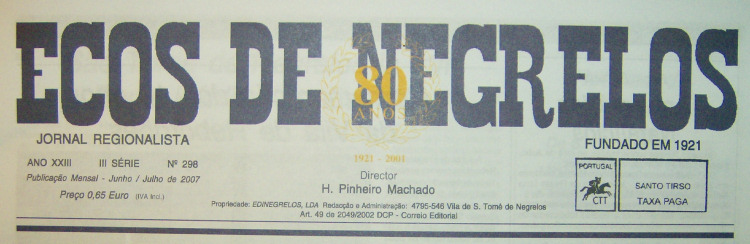 ECOS DE NEGRELOS
80
ANOS
1921 - 2001
JORNAL REGIONALISTA
FUNDADO EM 1921
ANO XXIII III SÉRIE Nº 296
Publicação Mensal - Junho / Julho de 2007
Preço 0,65 Euro (IVA Incl.)
Director
H. Pinheiro Machado
Propriedade: EDINEGRELOS, LDA Redacção e Administração: 4795-546 Vila de S. Tomé de Negrelos
Art. 49 de 2049/2002 DCP - Correio Editorial
PORTUGAL
CTT
SANTO TIRSO
TAXA PAGA